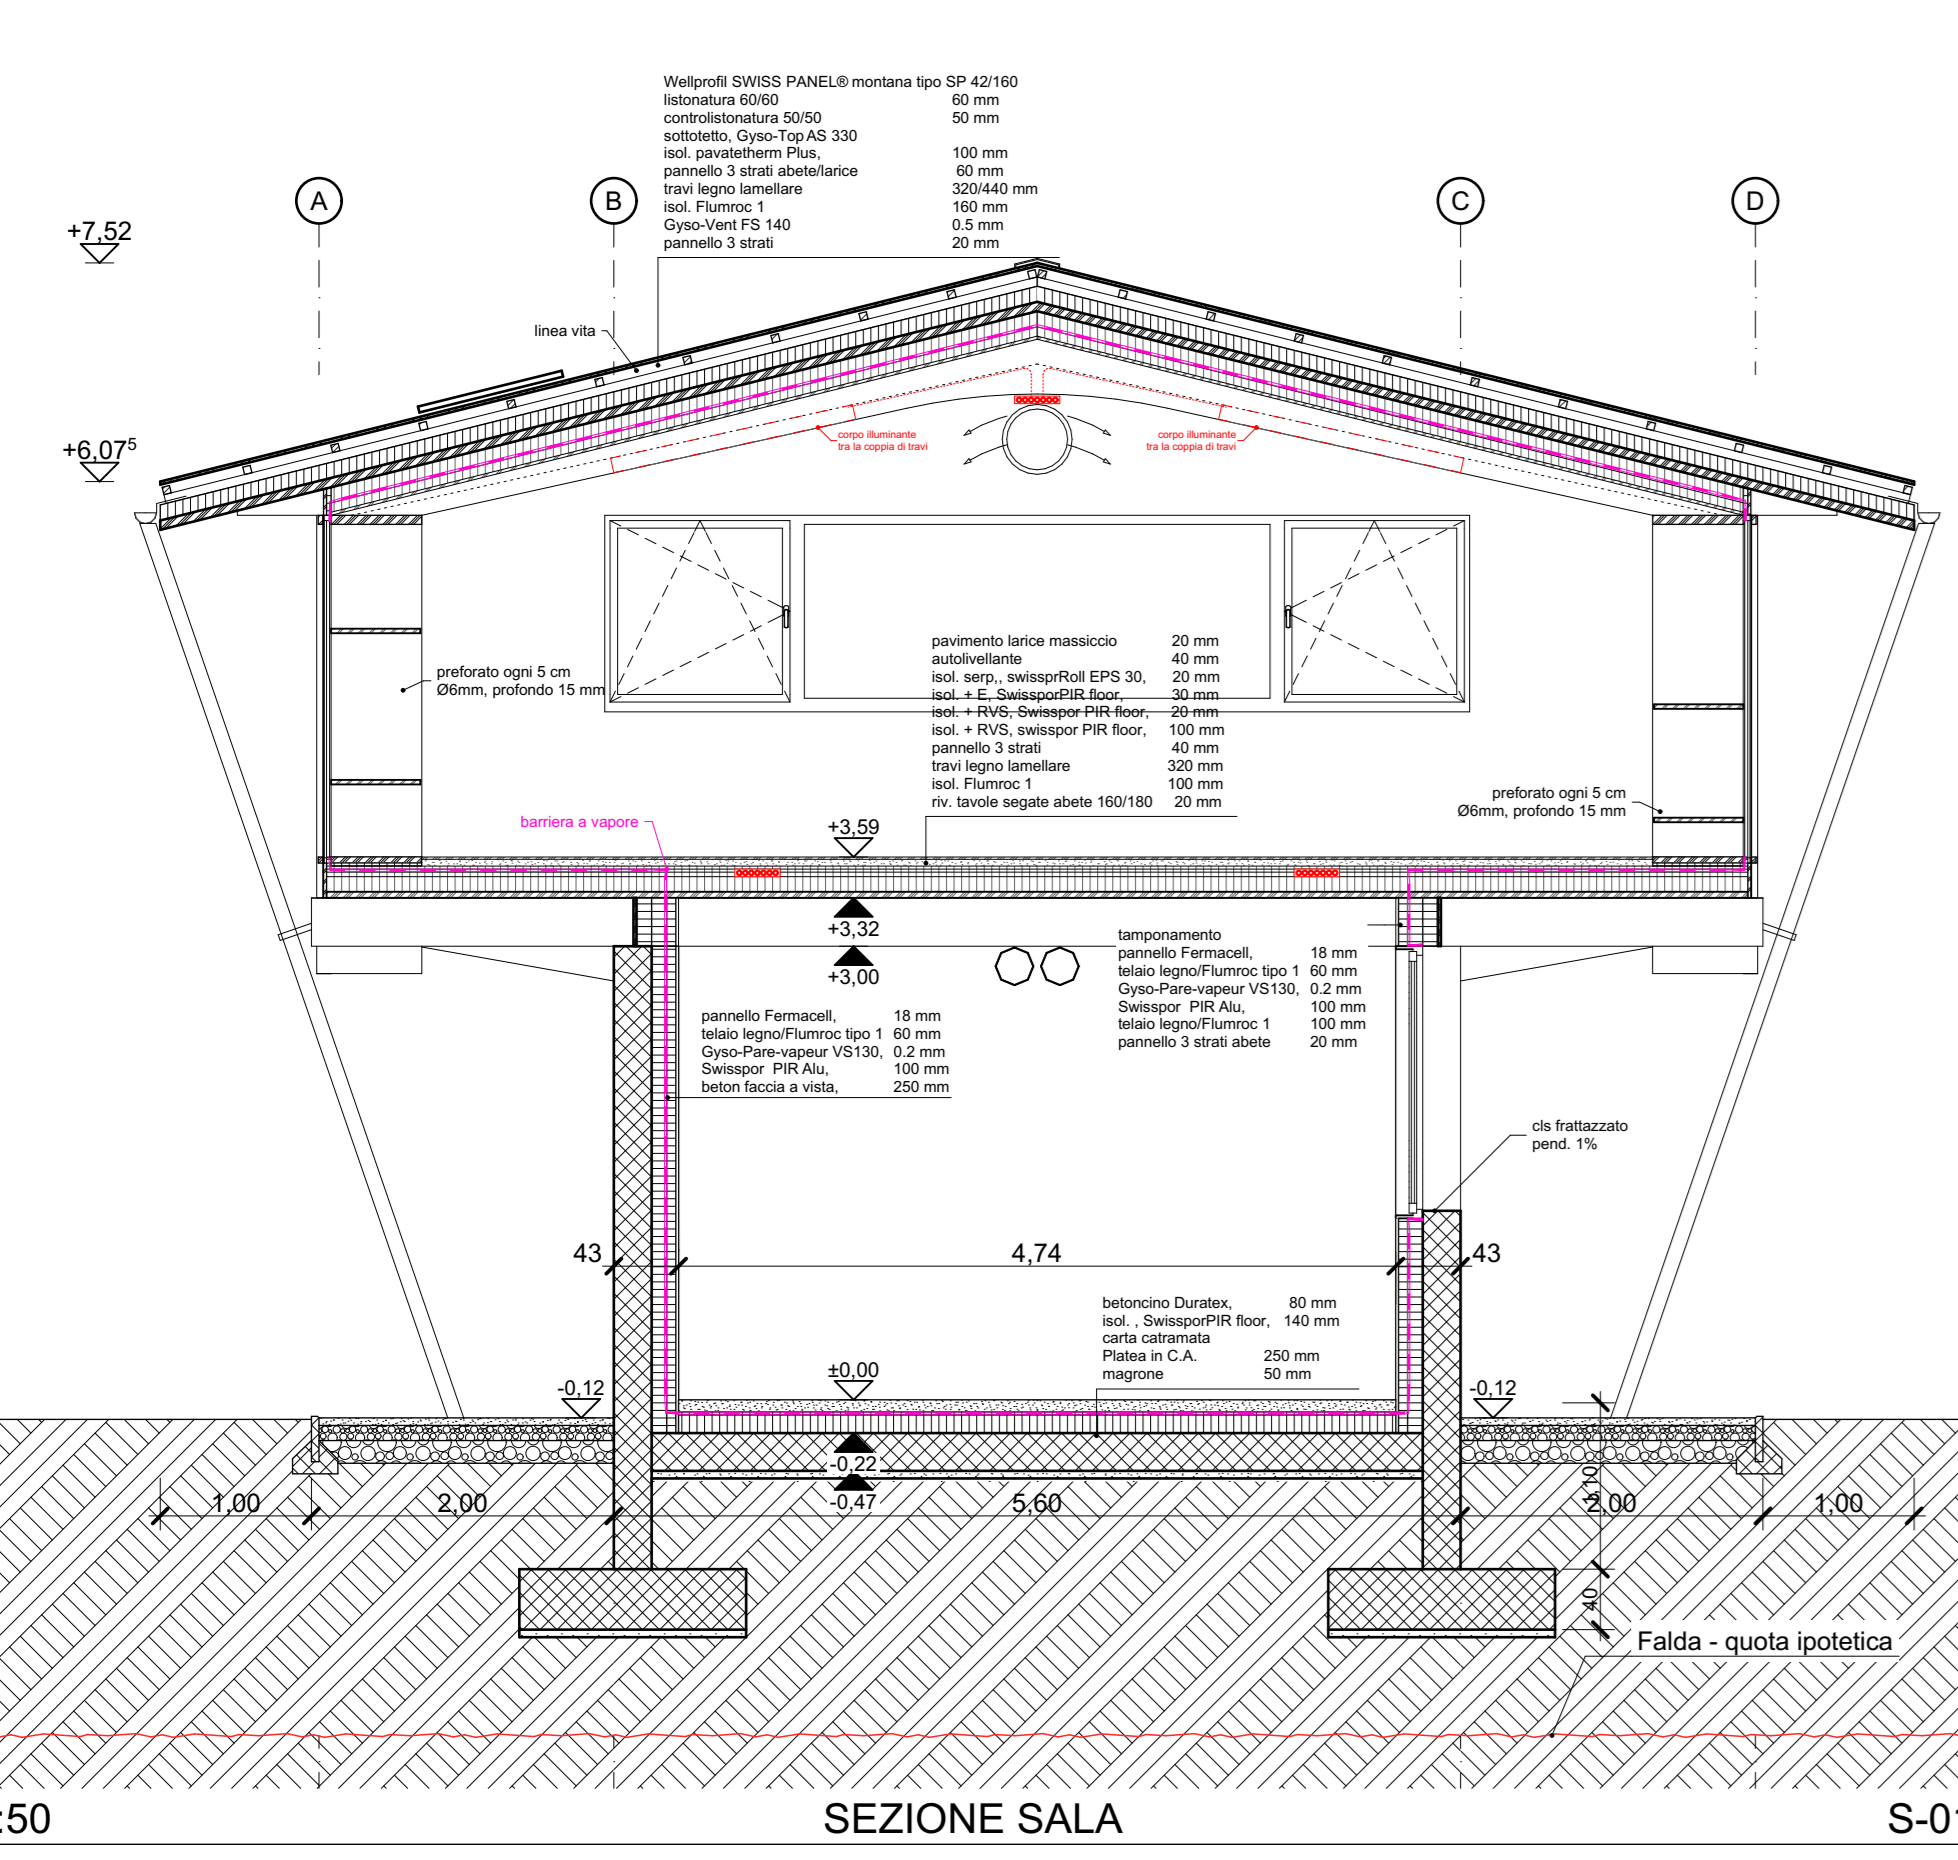 Wellprofil SWISS PANEL® montana tipo SP 42/160
listonatura 60/60 60 mm
controlistonatura 50/50 50 mm
sottotetto, Gyso-Top AS 330
isol. pavatetherm Plus, 100 mm
pannello 3 strati abete/larice 60 mm
travi legno lamellare 320/440 mm
isol. Flumroc 1 160 mm
Gyso-Vent FS 140 0.5 mm
pannello 3 strati 20 mm
A
B
C
D
+7,52
linea vita
+6,07⁵
corpo illuminante
tra la coppia di travi
corpo illuminante
tra la coppia di travi
preforato ogni 5 cm
Ø6mm, profondo 15 mm
pavimento larice massiccio 20 mm
autolivellante 40 mm
isol. serp,, swissprRoll EPS 30, 20 mm
isol. + E, SwissporPIR floor, 30 mm
isol. + RVS, Swisspor PIR floor, 20 mm
isol. + RVS, swisspor PIR floor, 100 mm
pannello 3 strati 40 mm
travi legno lamellare 320 mm
isol. Flumroc 1 100 mm
riv. tavole segate abete 160/180 20 mm
preforato ogni 5 cm
Ø6mm, profondo 15 mm
barriera a vapore
+3,59
+3,32
+3,00
tamponamento
pannello Fermacell, 18 mm
telaio legno/Flumroc tipo 1 60 mm
Gyso-Pare-vapeur VS130, 0.2 mm
Swisspor PIR Alu, 100 mm
telaio legno/Flumroc 1 100 mm
pannello 3 strati abete 20 mm
pannello Fermacell, 18 mm
telaio legno/Flumroc tipo 1 60 mm
Gyso-Pare-vapeur VS130, 0.2 mm
Swisspor PIR Alu, 100 mm
beton faccia a vista, 250 mm
cls frattazzato
pend. 1%
43
4,74
43
betoncino Duratex, 80 mm
isol. , SwissporPIR floor, 140 mm
carta catramata
Platea in C.A. 250 mm
magrone 50 mm
±0,00
-0,12
-0,12
-0,22
-0,47
1,00
2,00
5,60
2,00
1,00
1,10
40
Falda - quota ipotetica
:50
SEZIONE SALA
S-01